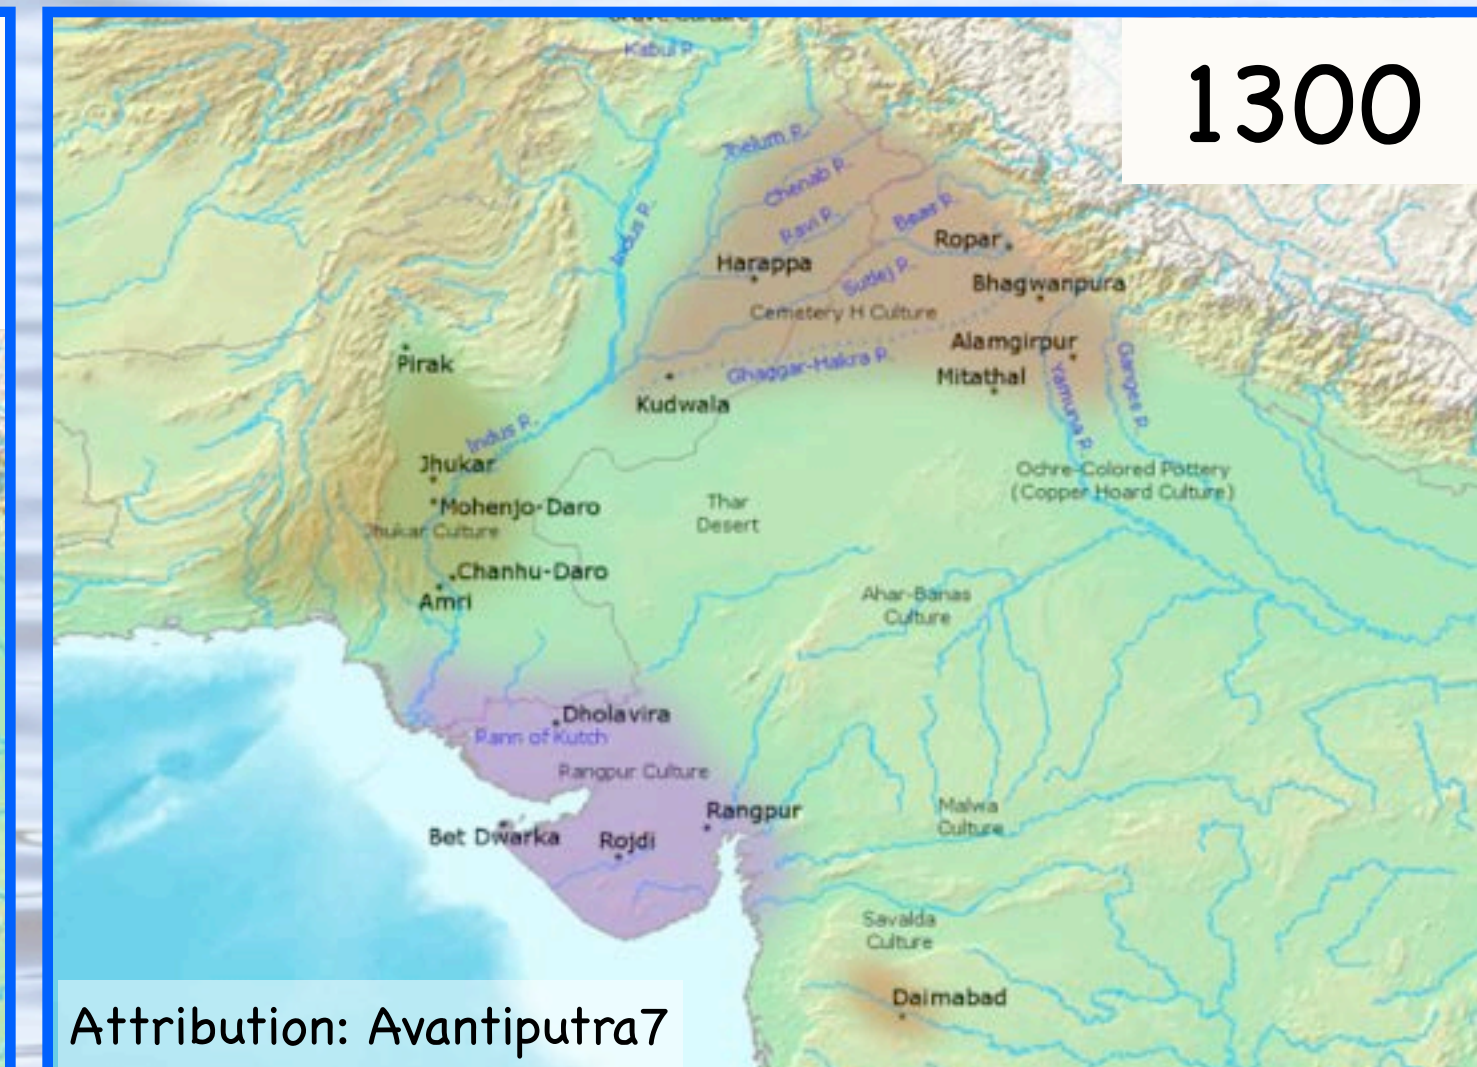 Kabul R.
1300
Jhelum R.
Chenab R.
Ravi R.
Beas R.
Indus R.
Ropar
Harappa
Sutlej R.
Bhagwanpura
Cemetery H Culture
Alamgirpur
Pirak
Ghaggar-Hakra R.
Mitathal
Ganges R.
Yamuna R.
Kudwala
Indus R.
Jhukar
Ochre-Colored Pottery
(Copper Hoard Culture)
Mohenjo-Daro
Thar
Desert
Jhukar Culture
Chanhu-Daro
Amri
Ahar-Banas
Culture
Dholavira
Rann of Kutch
Rangpur Culture
Rangpur
Malwa
Culture
Bet Dwarka
Rojdi
Savalda
Culture
Daimabad
Attribution: Avantiputra7